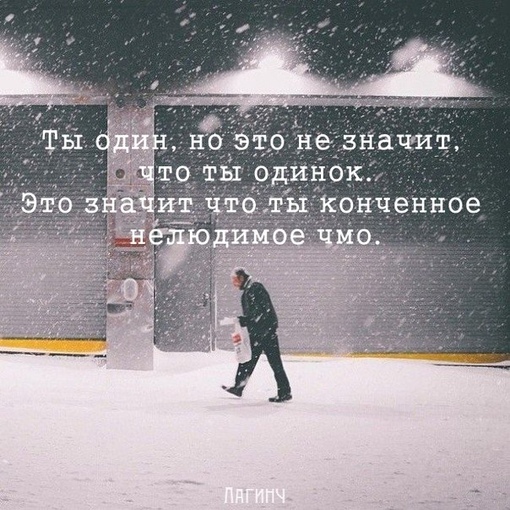 Ты один, но это не значит,
что ты одинок.
Это значит что ты конченное
нелюдимое чмо.
Лагинч